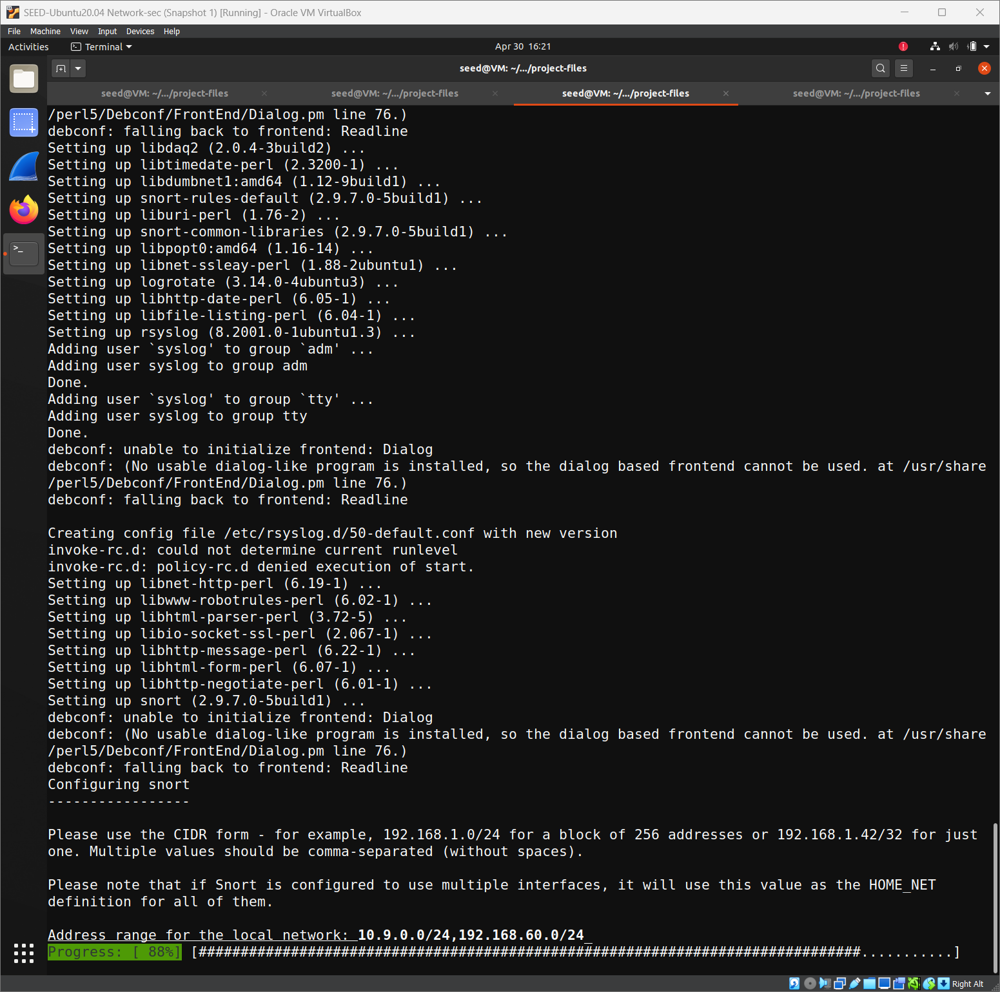 SEED-Ubuntu20.04 Network-sec (Snapshot 1) [Running] - Oracle VM VirtualBox
File Machine View Input Devices Help
Activities Terminal Apr 30 16:21
seed@VM: ~/.../project-files
seed@VM: ~/.../project-files seed@VM: ~/.../project-files seed@VM: ~/.../project-files seed@VM: ~/.../project-files
/perl5/Debconf/FrontEnd/Dialog.pm line 76.)
debconf: falling back to frontend: Readline
Setting up libdaq2 (2.0.4-3build2) ...
Setting up libtimedate-perl (2.3200-1) ...
Setting up libdumbnet1:amd64 (1.12-9build1) ...
Setting up snort-rules-default (2.9.7.0-5build1) ...
Setting up liburi-perl (1.76-2) ...
Setting up snort-common-libraries (2.9.7.0-5build1) ...
Setting up libpopt0:amd64 (1.16-14) ...
Setting up libnet-ssleay-perl (1.88-2ubuntu1) ...
Setting up logrotate (3.14.0-4ubuntu3) ...
Setting up libhttp-date-perl (6.05-1) ...
Setting up libfile-listing-perl (6.04-1) ...
Setting up rsyslog (8.2001.0-1ubuntu1.3) ...
Adding user `syslog' to group `adm' ...
Adding user syslog to group adm
Done.
Adding user `syslog' to group `tty' ...
Adding user syslog to group tty
Done.
debconf: unable to initialize frontend: Dialog
debconf: (No usable dialog-like program is installed, so the dialog based frontend cannot be used. at /usr/share
/perl5/Debconf/FrontEnd/Dialog.pm line 76.)
debconf: falling back to frontend: Readline
Creating config file /etc/rsyslog.d/50-default.conf with new version
invoke-rc.d: could not determine current runlevel
invoke-rc.d: policy-rc.d denied execution of start.
Setting up libnet-http-perl (6.19-1) ...
Setting up libwww-robotrules-perl (6.02-1) ...
Setting up libhtml-parser-perl (3.72-5) ...
Setting up libio-socket-ssl-perl (2.067-1) ...
Setting up libhttp-message-perl (6.22-1) ...
Setting up libhtml-form-perl (6.07-1) ...
Setting up libhttp-negotiate-perl (6.01-1) ...
Setting up snort (2.9.7.0-5build1) ...
debconf: unable to initialize frontend: Dialog
debconf: (No usable dialog-like program is installed, so the dialog based frontend cannot be used. at /usr/share
/perl5/Debconf/FrontEnd/Dialog.pm line 76.)
debconf: falling back to frontend: Readline
Configuring snort
-----------------
Please use the CIDR form - for example, 192.168.1.0/24 for a block of 256 addresses or 192.168.1.42/32 for just
one. Multiple values should be comma-separated (without spaces).
Please note that if Snort is configured to use multiple interfaces, it will use this value as the HOME_NET
definition for all of them.
Address range for the local network: 10.9.0.0/24,192.168.60.0/24
Progress: [ 88%] [###############################################################################...........]
Right Alt